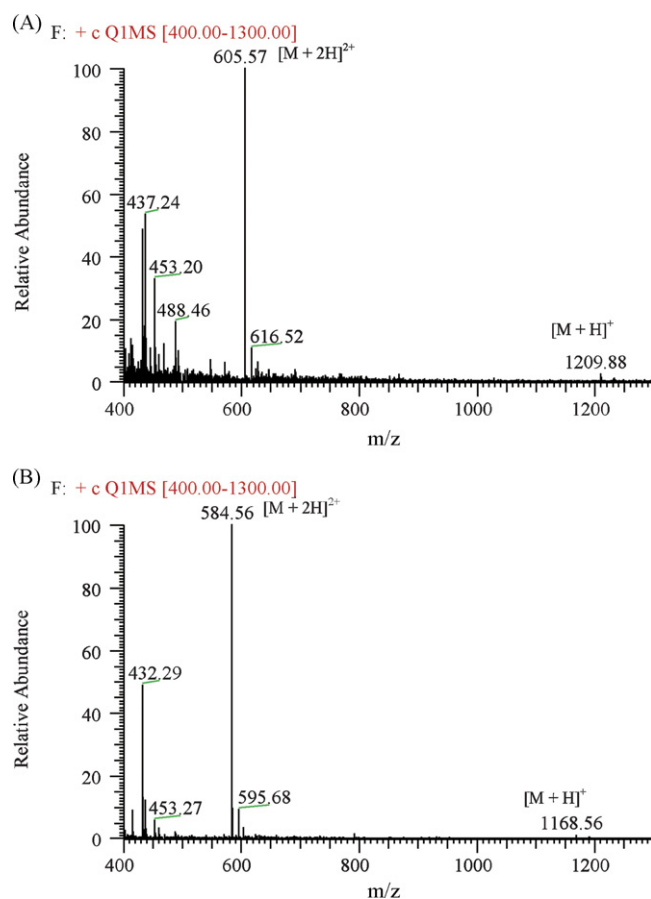 (A)
F: + c Q1MS [400.00-1300.00]
605.57 [M + 2H]2+
100
80
60
40
20
0
Relative Abundance
437.24
453.20
488.46
616.52
[M + H]+
1209.88
400 600 800 1000 1200
m/z
(B)
F: + c Q1MS [400.00-1300.00]
584.56 [M + 2H]2+
100
80
60
40
20
0
Relative Abundance
432.29
453.27
595.68
[M + H]+
1168.56
400 600 800 1000 1200
m/z